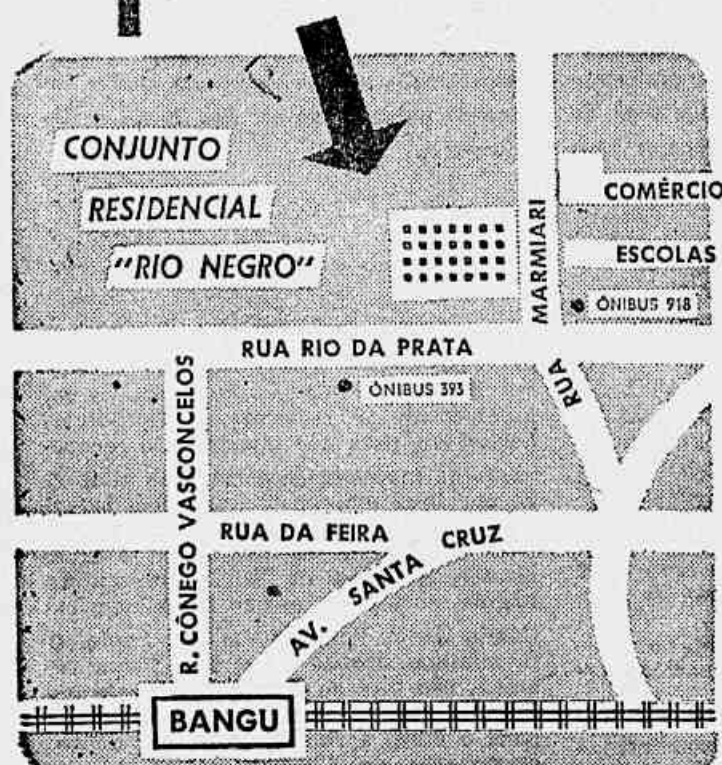 CONJUNTO
RESIDENCIAL
"RIO NEGRO"
COMÉRCIO
ESCOLAS
ÔNIBUS 918
RUA MARMIARI
RUA RIO DA PRATA
ÔNIBUS 393
R. CÔNEGO VASCONCELOS
RUA DA FEIRA
AV. SANTA CRUZ
BANGU